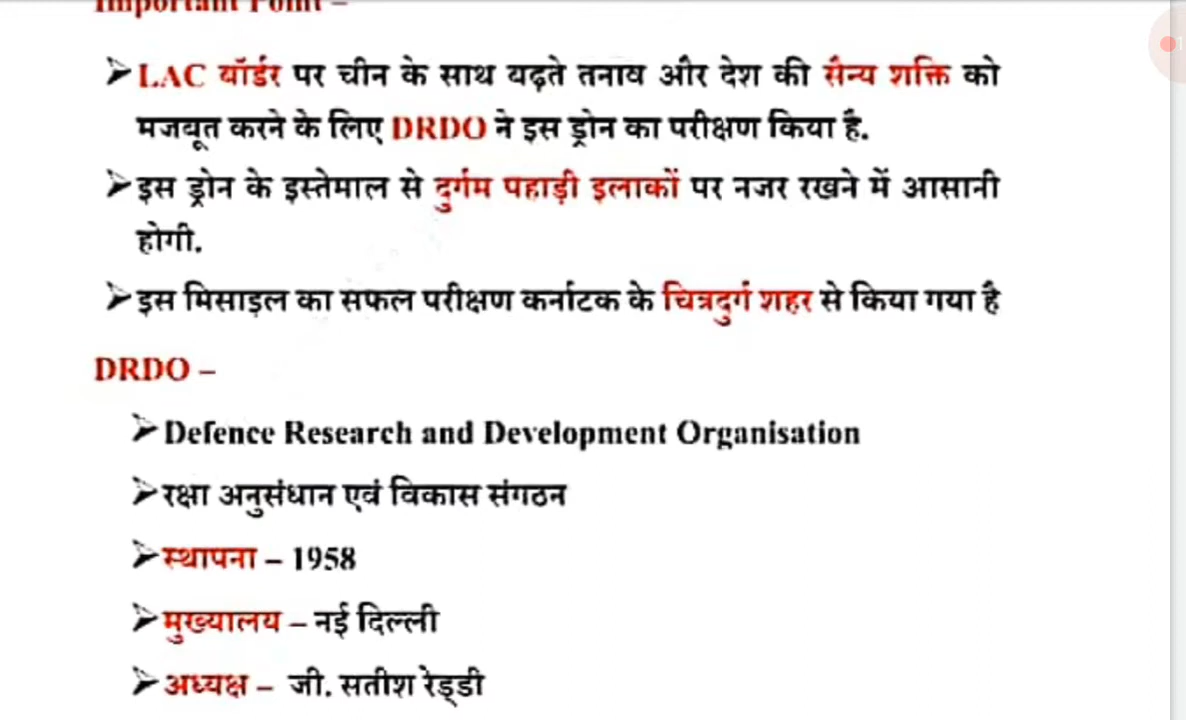 Important Point –
➢LAC बॉर्डर पर चीन के साथ बढ़ते तनाव और देश की सैन्य शक्ति को
मजबूत करने के लिए DRDO ने इस ड्रोन का परीक्षण किया है.
➢इस ड्रोन के इस्तेमाल से दुर्गम पहाड़ी इलाकों पर नजर रखने में आसानी
होगी.
➢इस मिसाइल का सफल परीक्षण कर्नाटक के चित्रदुर्ग शहर से किया गया है
DRDO –
➢Defence Research and Development Organisation
➢रक्षा अनुसंधान एवं विकास संगठन
➢स्थापना – 1958
➢मुख्यालय – नई दिल्ली
➢अध्यक्ष – जी. सतीश रेड्डी